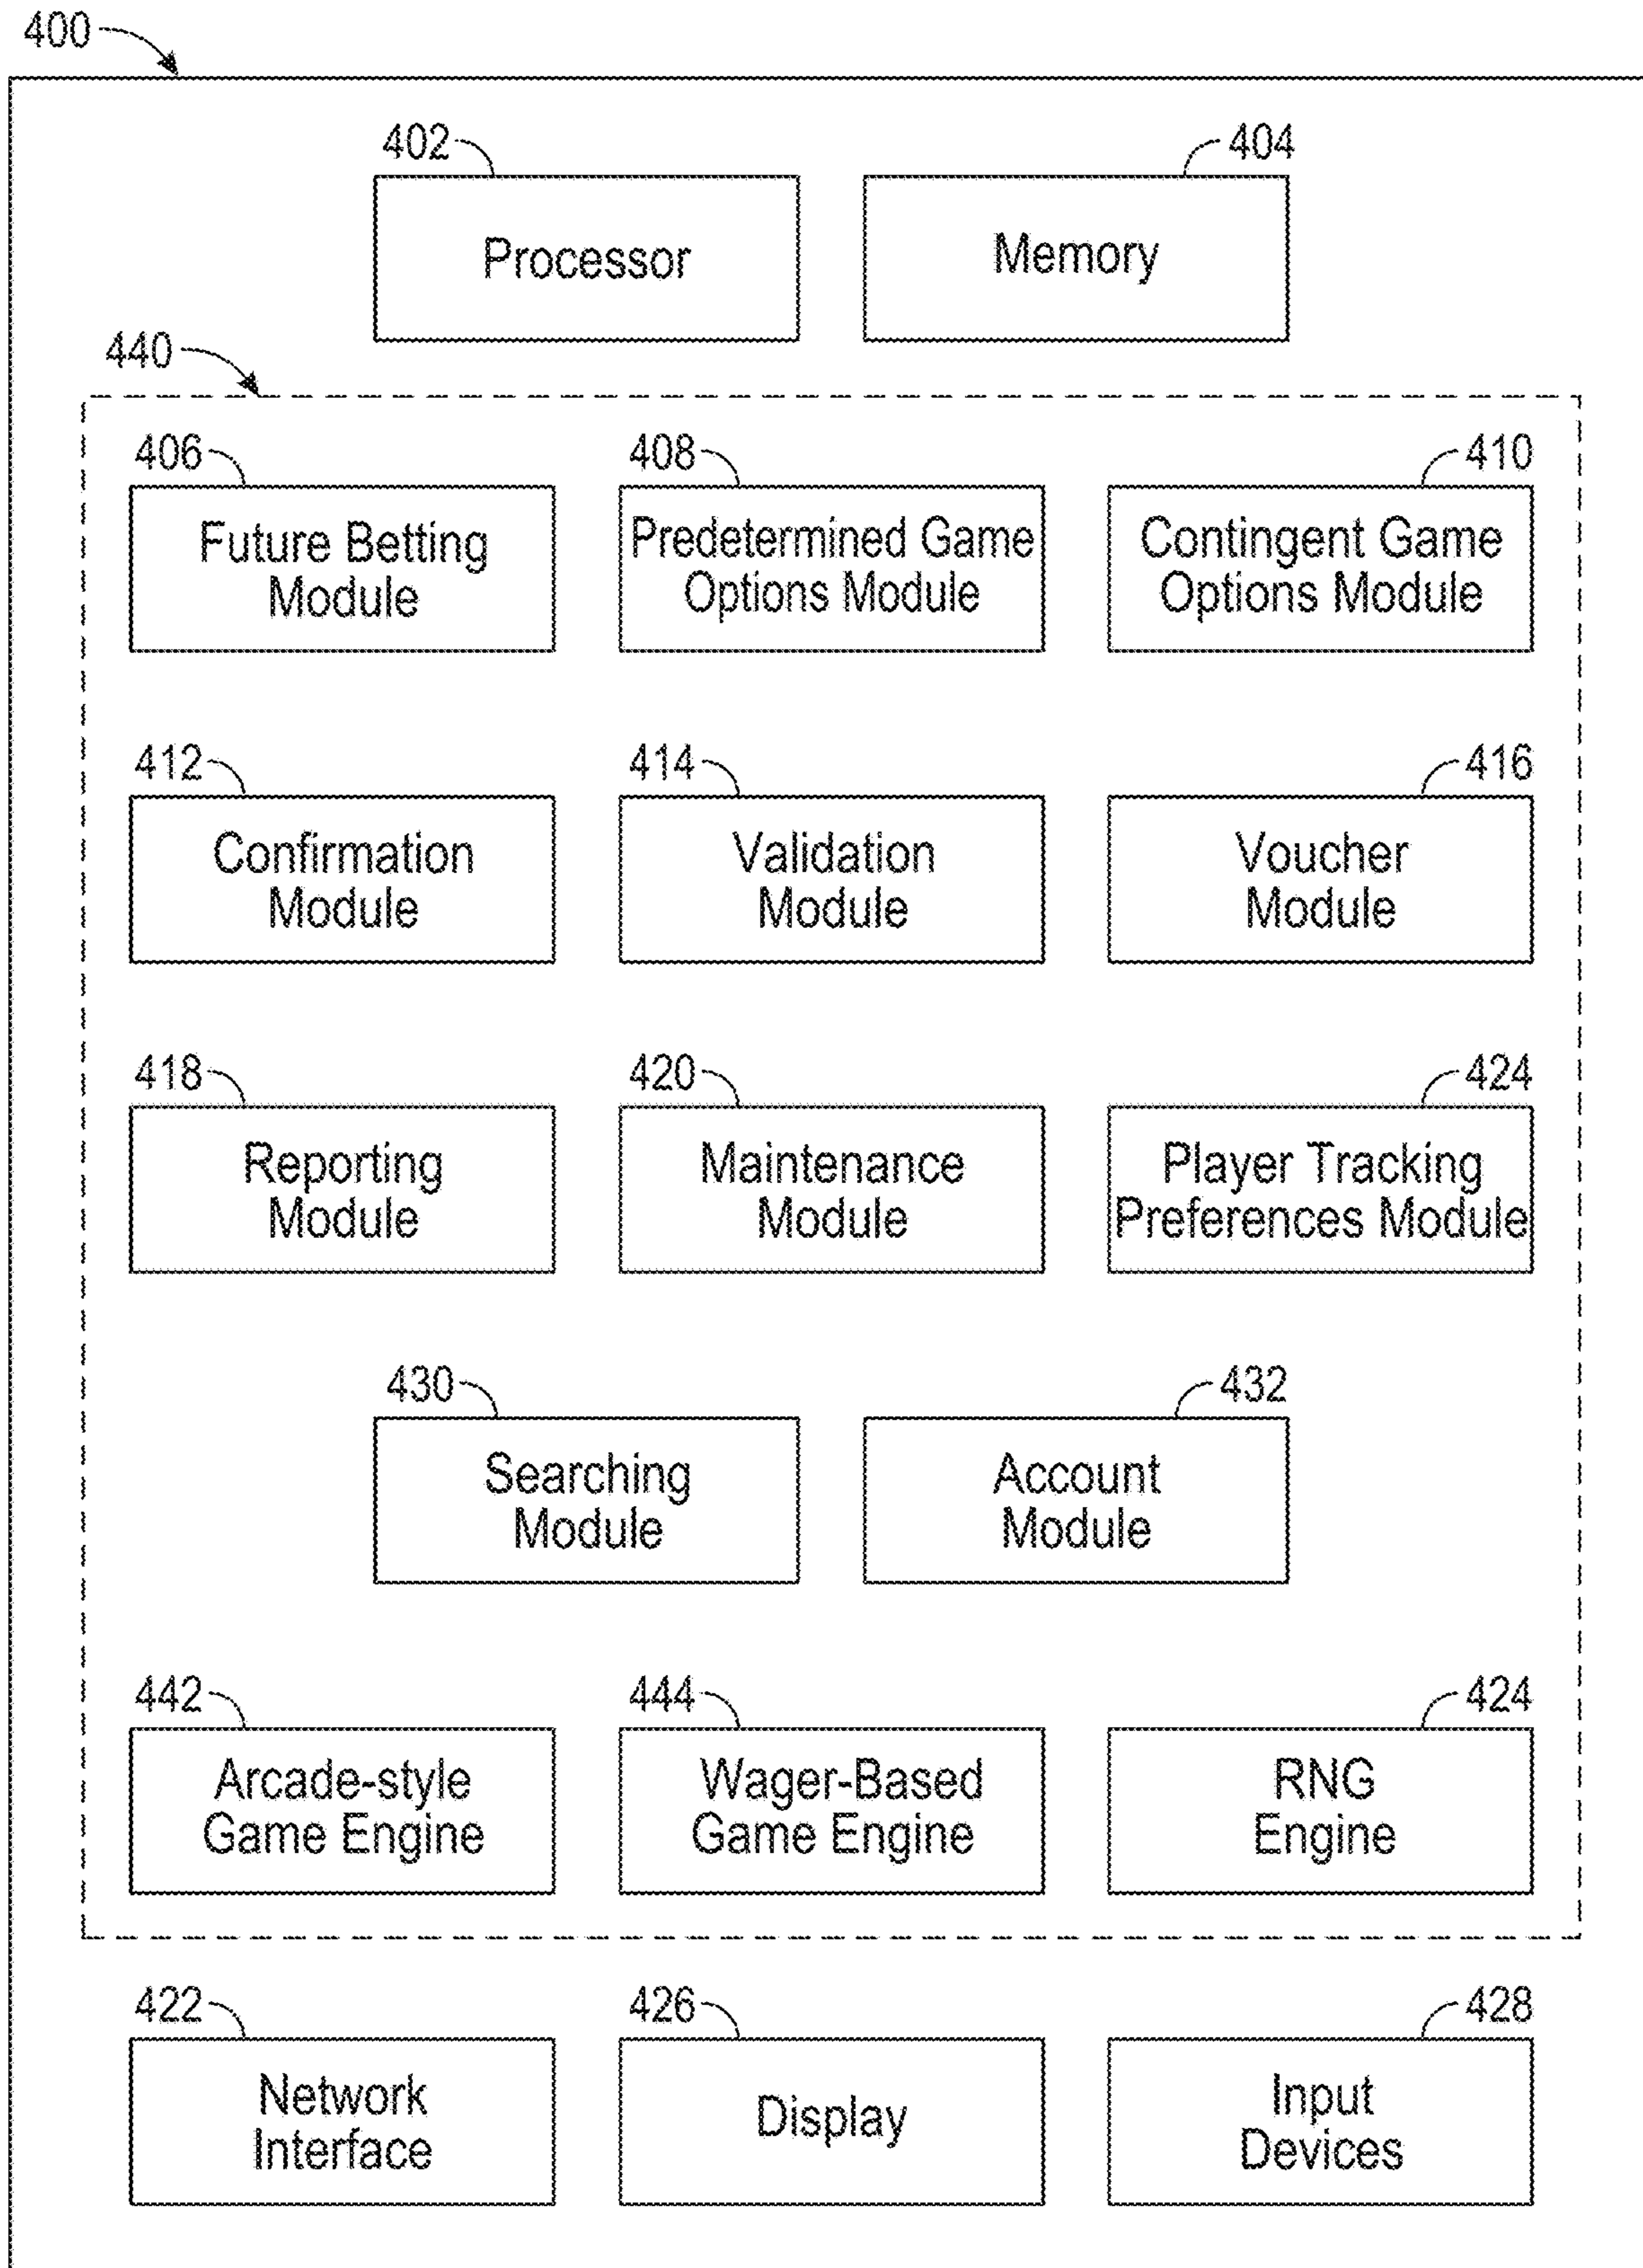 400
402
404
Processor
Memory
440
406
408
410
Future Betting
Module
Predetermined Game
Options Module
Contingent Game
Options Module
412
414
416
Confirmation
Module
Validation
Module
Voucher
Module
418
420
424
Reporting
Module
Maintenance
Module
Player Tracking
Preferences Module
430
432
Searching
Module
Account
Module
442
444
424
Arcade-style
Game Engine
Wager-Based
Game Engine
RNG
Engine
422
426
428
Network
Interface
Display
Input
Devices